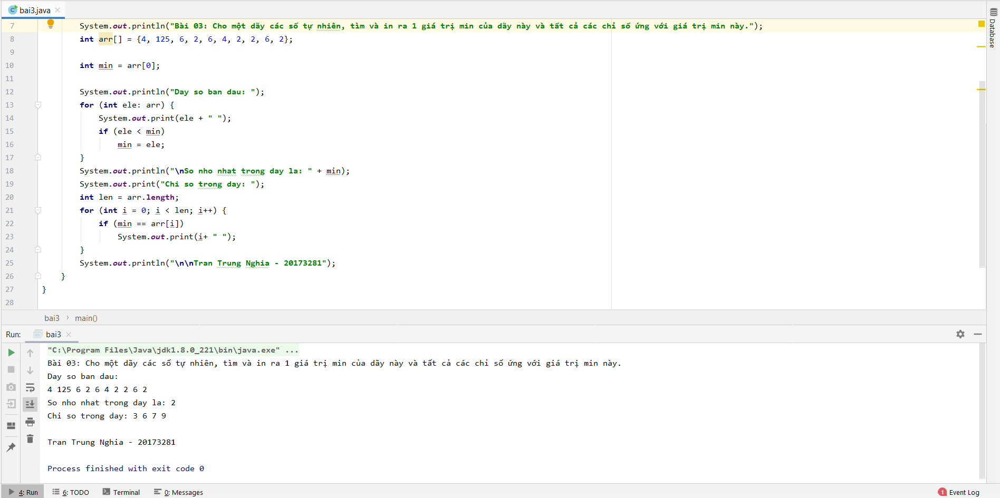 bai3.java
7 System.out.println("Bài 03: Cho một dãy các số tự nhiên, tìm và in ra 1 giá trị min của dãy này và tất cả các chỉ số ứng với giá trị min này.");
8 int arr[] = {4, 125, 6, 2, 6, 4, 2, 2, 6, 2};
9
10 int min = arr[0];
11
12 System.out.println("Day so ban dau: ");
13 for (int ele: arr) {
14 System.out.print(ele + " ");
15 if (ele < min)
16 min = ele;
17 }
18 System.out.println("\nSo nho nhat trong day la: " + min);
19 System.out.print("Chi so trong day: ");
20 int len = arr.length;
21 for (int i = 0; i < len; i++) {
22 if (min == arr[i])
23 System.out.print(i+ " ");
24 }
25 System.out.println("\n\nTran Trung Nghia - 20173281");
26 }
27 }
28
Database
bai3 › main()
Run: bai3
"C:\Program Files\Java\jdk1.8.0_221\bin\java.exe" ...
Bài 03: Cho một dãy các số tự nhiên, tìm và in ra 1 giá trị min của dãy này và tất cả các chỉ số ứng với giá trị min này.
Day so ban dau:
4 125 6 2 6 4 2 2 6 2
So nho nhat trong day la: 2
Chi so trong day: 3 6 7 9
Tran Trung Nghia - 20173281
Process finished with exit code 0
4: Run 6: TODO Terminal 0: Messages 1 Event Log